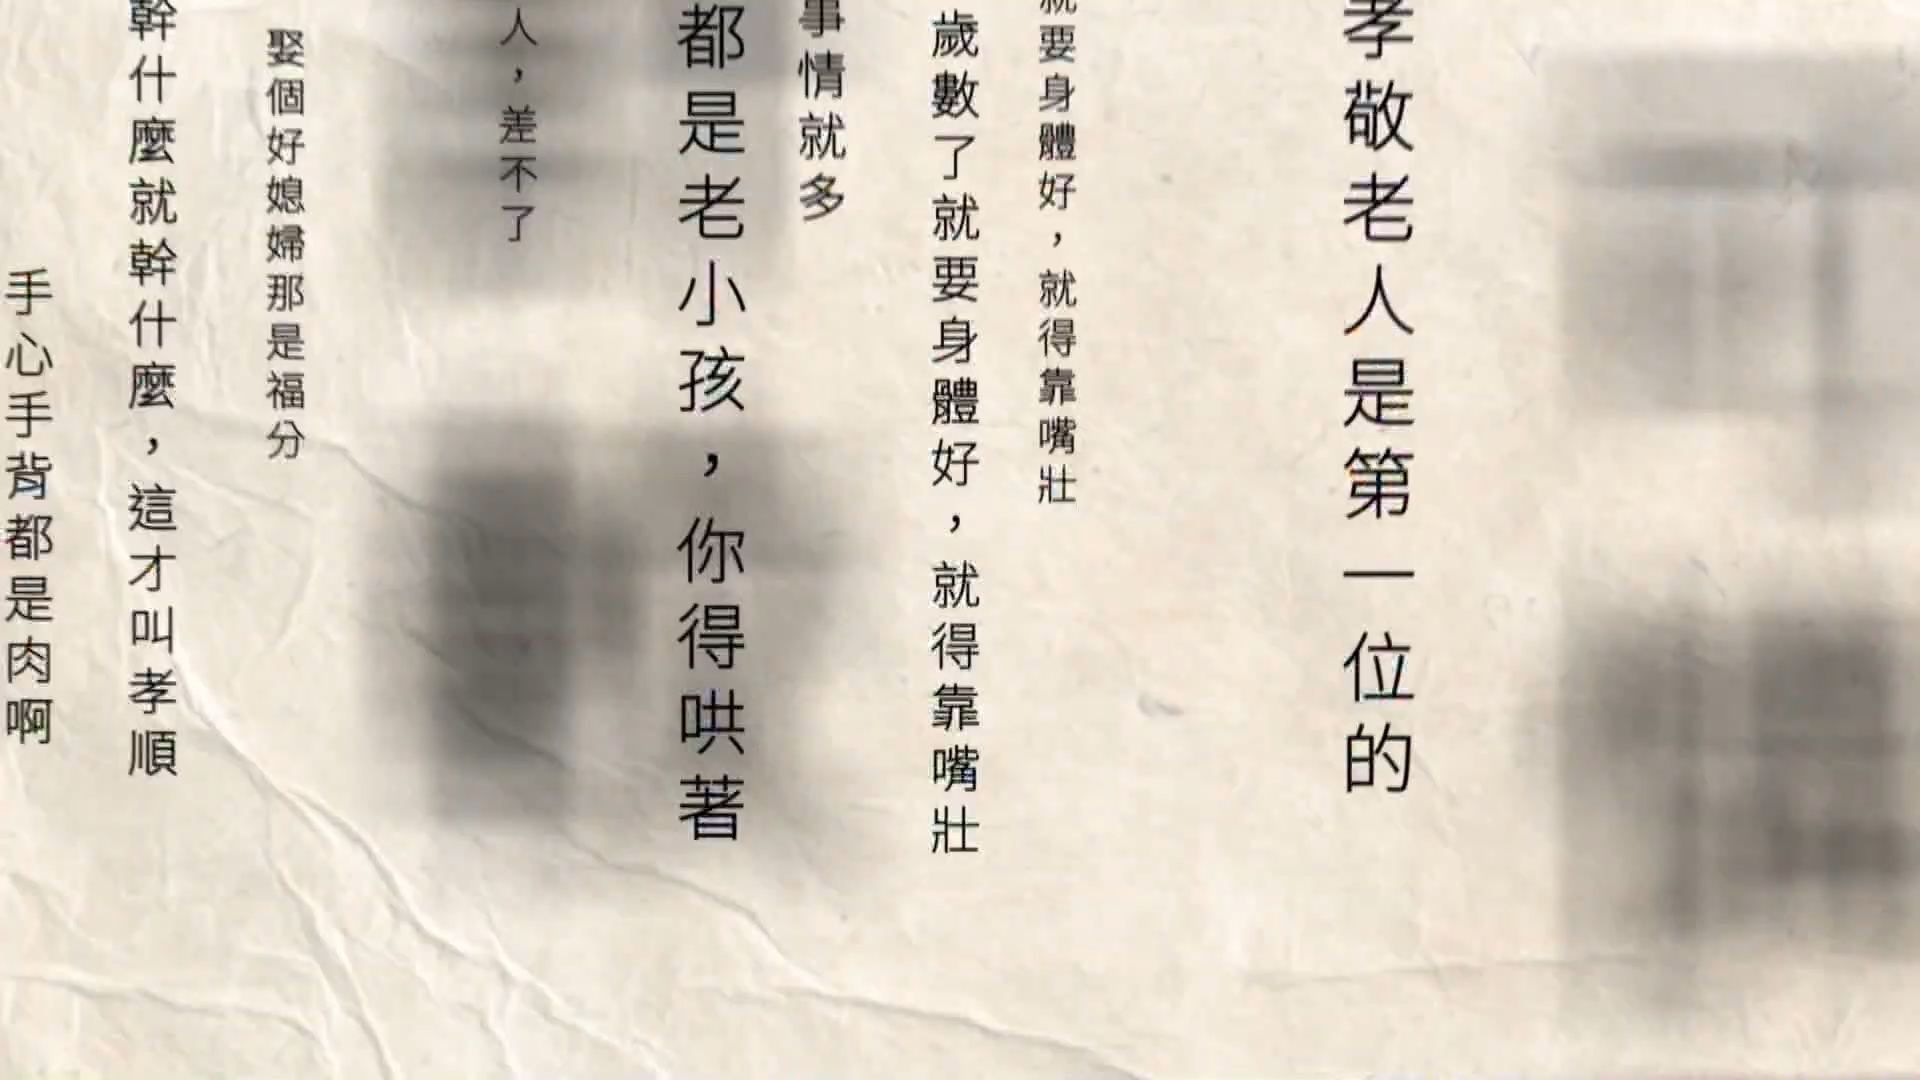 孝敬老人是第一位的
就要身體好，就得靠嘴壯
歲數了就要身體好，就得靠嘴壯
事情就多
都是老小孩，你得哄著
人，差不了
娶個好媳婦那是福分
幹什麼就幹什麼，這才叫孝順
手心手背都是肉啊